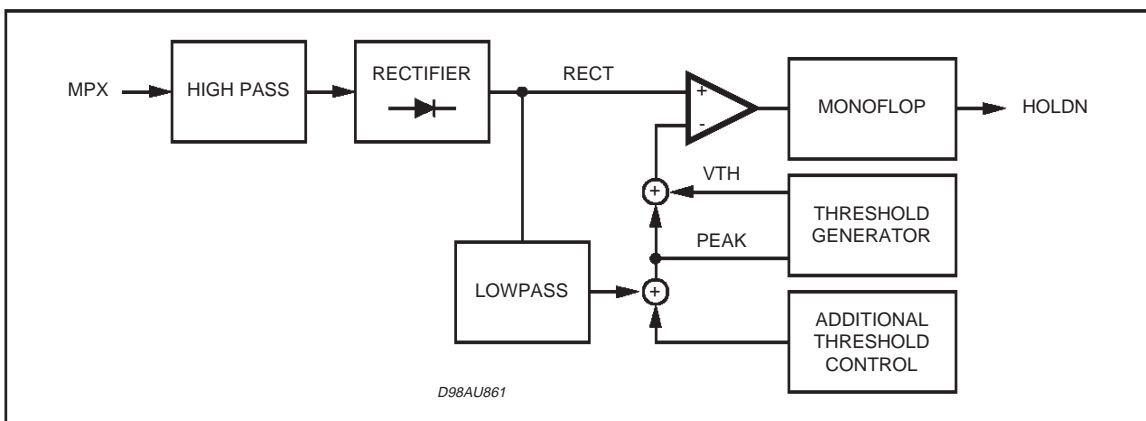 MPX
HIGH PASS
RECTIFIER
RECT
+
-
MONOFLOP
HOLDN
VTH
+
THRESHOLD
GENERATOR
PEAK
LOWPASS
+
ADDITIONAL
THRESHOLD
CONTROL
D98AU861